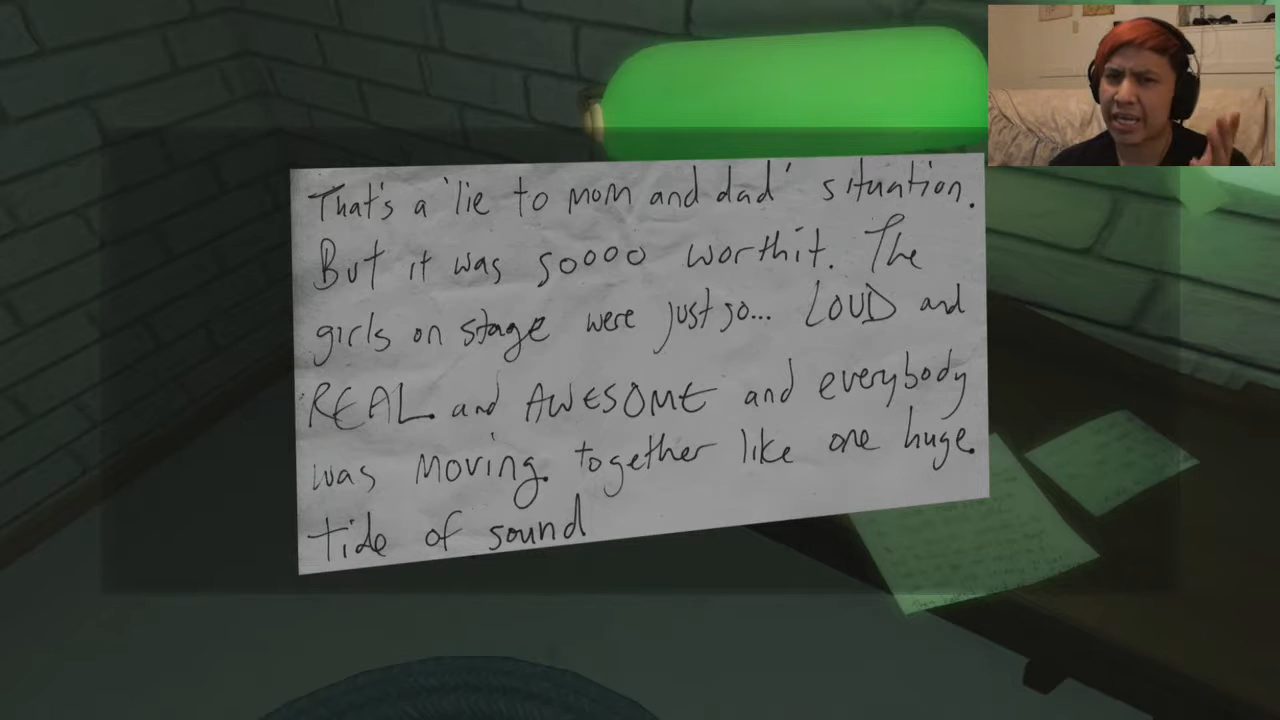 That's a 'lie to mom and dad' situation.
But it was soooo worthit. The
girls on stage were just so... LOUD and
REAL and AWESOME and everybody
was moving together like one huge
tide of sound